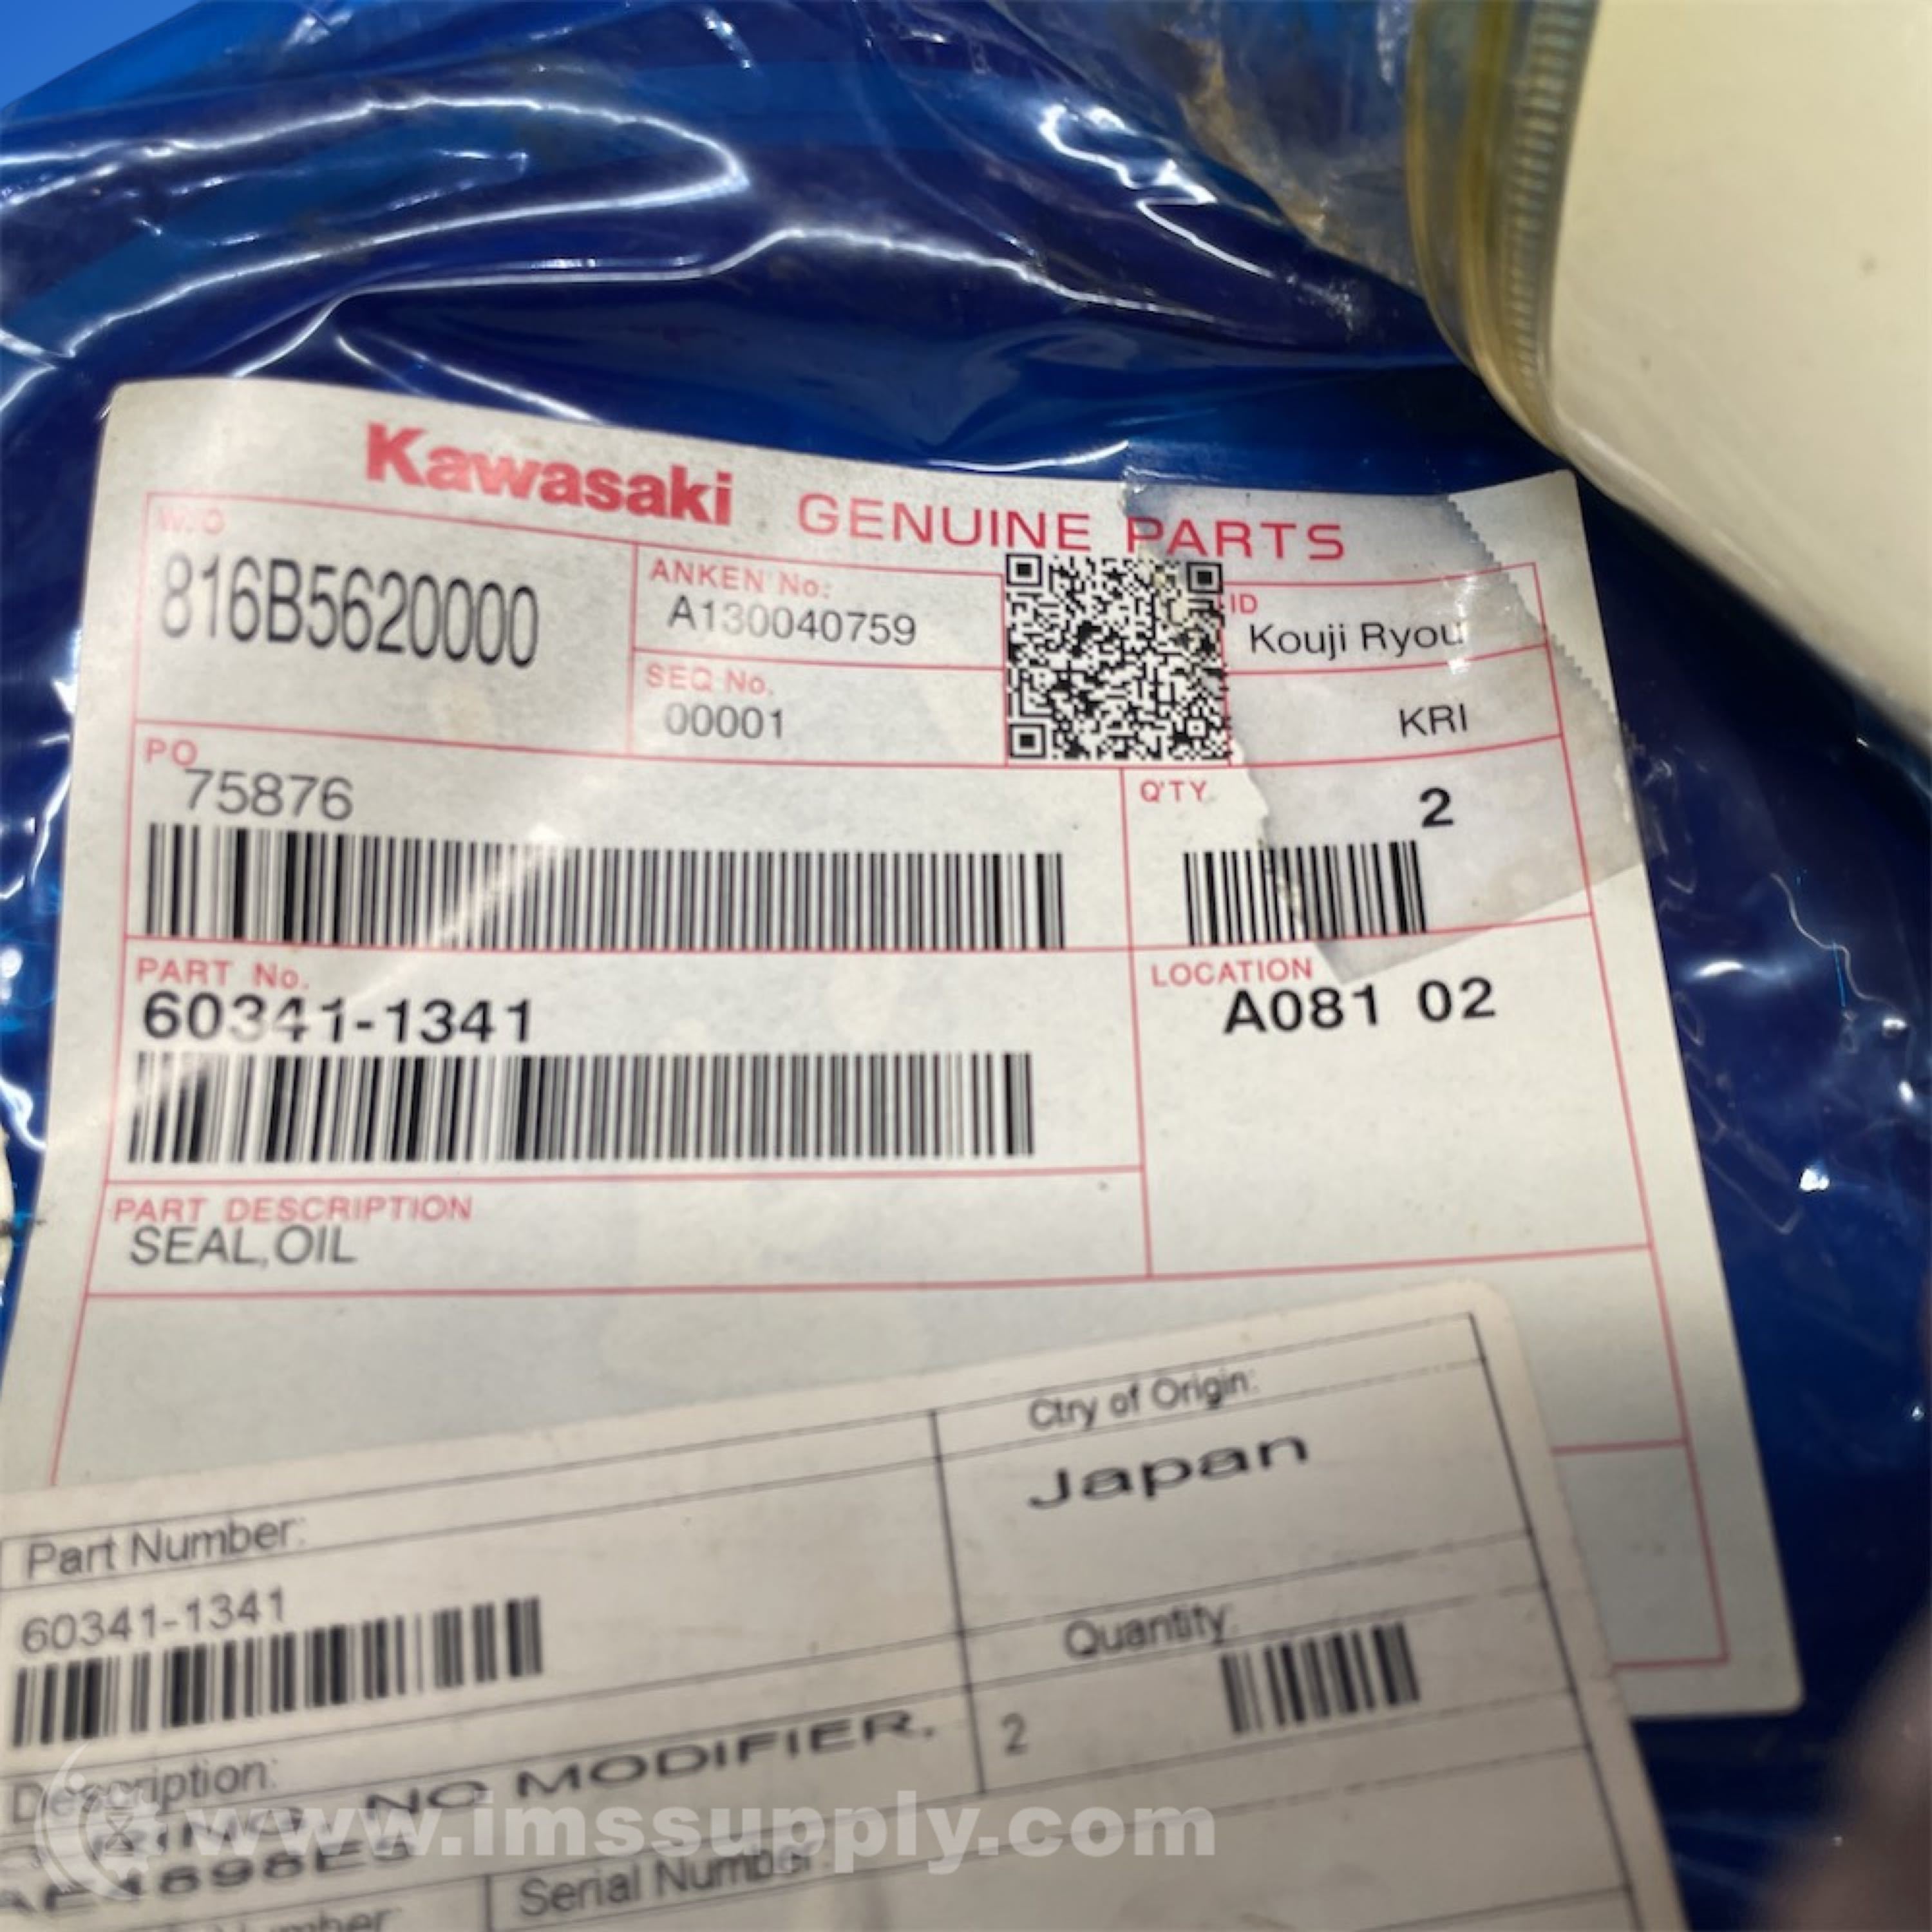 Kawasaki GENUINE PARTS
W.O
816B5620000
ANKEN No:
A130040759
ID
Kouji Ryou
SEQ No.
00001
KRI
PO
75876
Q'TY
2
PART No.
60341-1341
LOCATION
A081 02
PART DESCRIPTION
SEAL,OIL
Ctry of Origin:
Japan
Part Number:
60341-1341
Quantity:
2
Description:
RING, NO MODIFIER,
AE4898E5
Serial Number:
www.imssupply.com